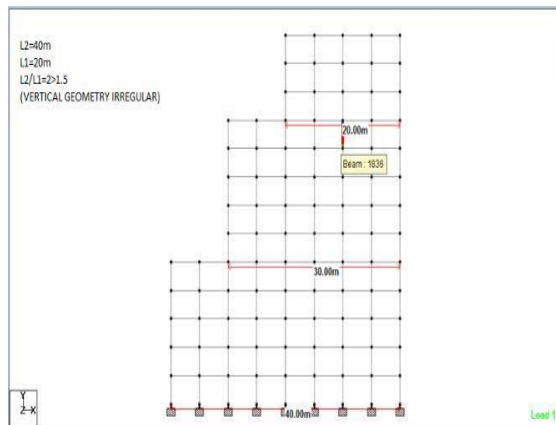 L2=40m
L1=20m
L2/L1=2>1.5
(VERTICAL GEOMETRY IRREGULAR)
20.00m
Beam : 1836
30.00m
40.00m
Y
Z X
Load 1